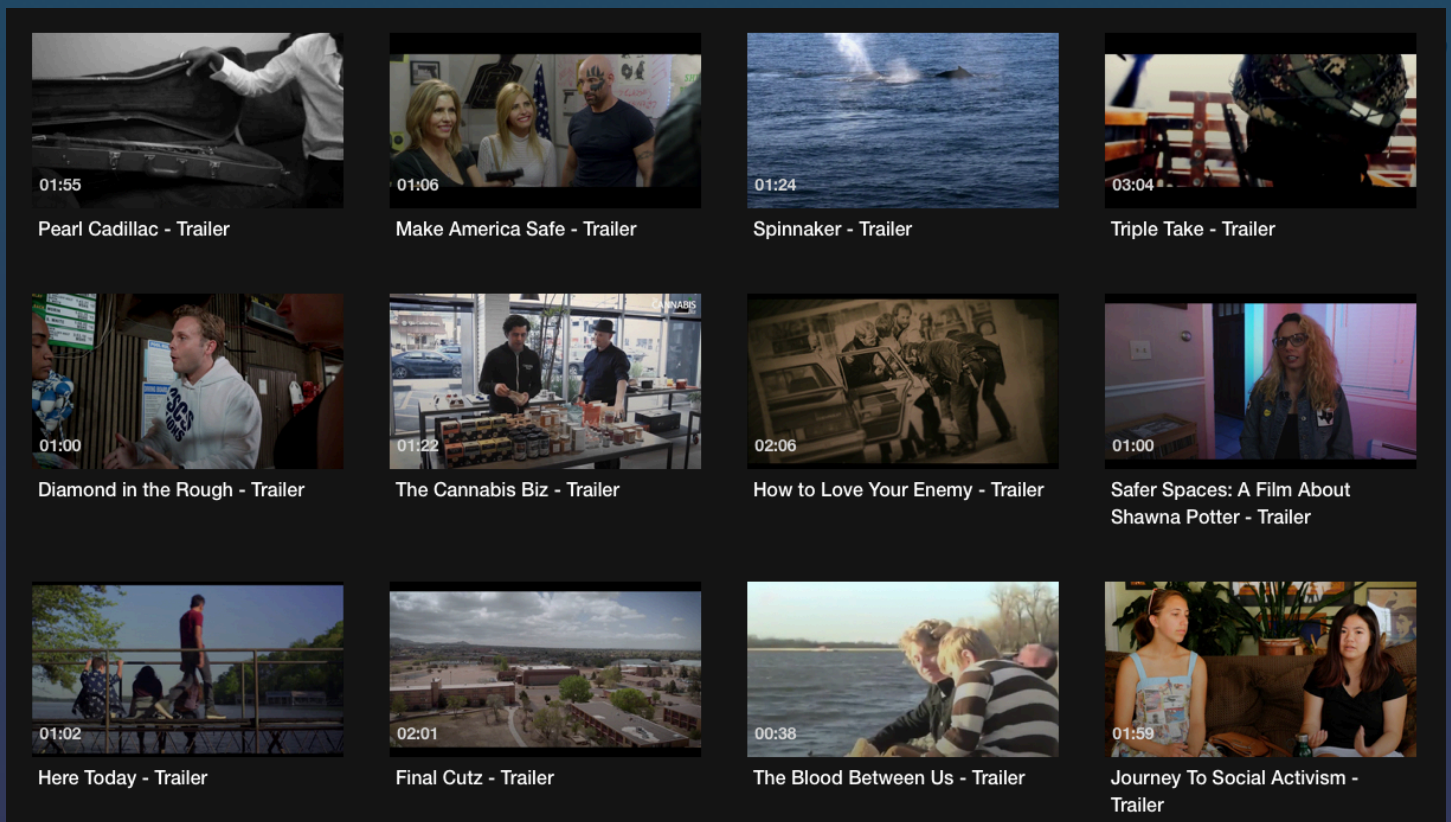 01:55
01:06
01:24
03:04
Pearl Cadillac - Trailer
Make America Safe - Trailer
Spinnaker - Trailer
Triple Take - Trailer
CANNABIS
01:00
01:22
02:06
01:00
Diamond in the Rough - Trailer
The Cannabis Biz - Trailer
How to Love Your Enemy - Trailer
Safer Spaces: A Film About
Shawna Potter - Trailer
01:02
02:01
00:38
01:59
Here Today - Trailer
Final Cutz - Trailer
The Blood Between Us - Trailer
Journey To Social Activism -
Trailer